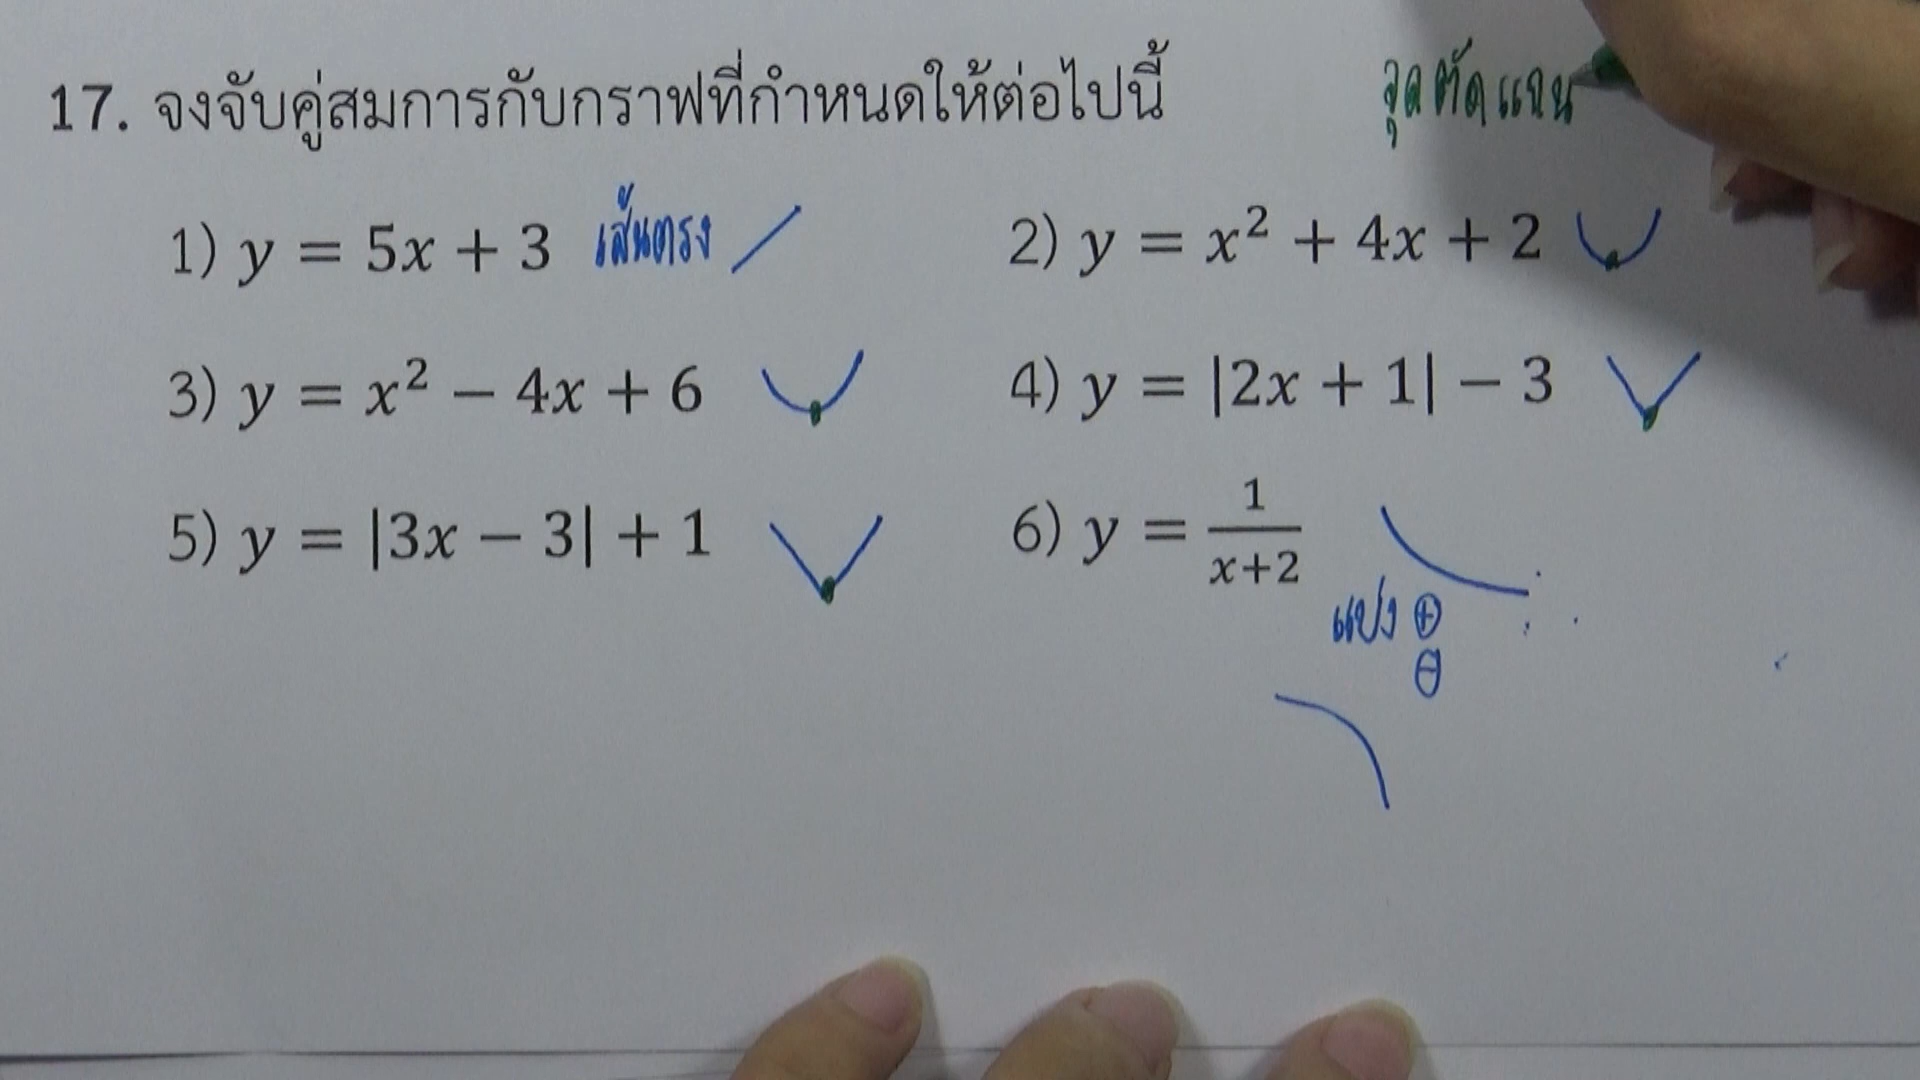 17. จงจับคู่สมการกับกราฟที่กำหนดให้ต่อไปนี้ จุดตัดแกน
1) y = 5x + 3 เส้นตรง 2) y = x² + 4x + 2
3) y = x² − 4x + 6 4) y = |2x + 1| − 3
5) y = |3x − 3| + 1 6) y = 1/(x+2)
แปง ⊕
⊖